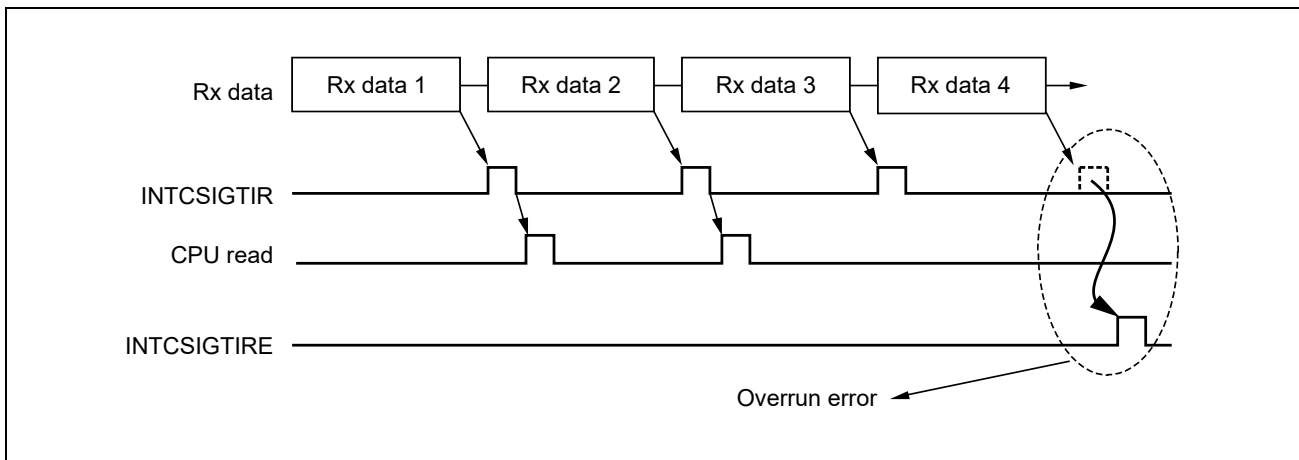 Rx data
Rx data 1
Rx data 2
Rx data 3
Rx data 4
INTCSIGTIR
CPU read
INTCSIGTIRE
Overrun error